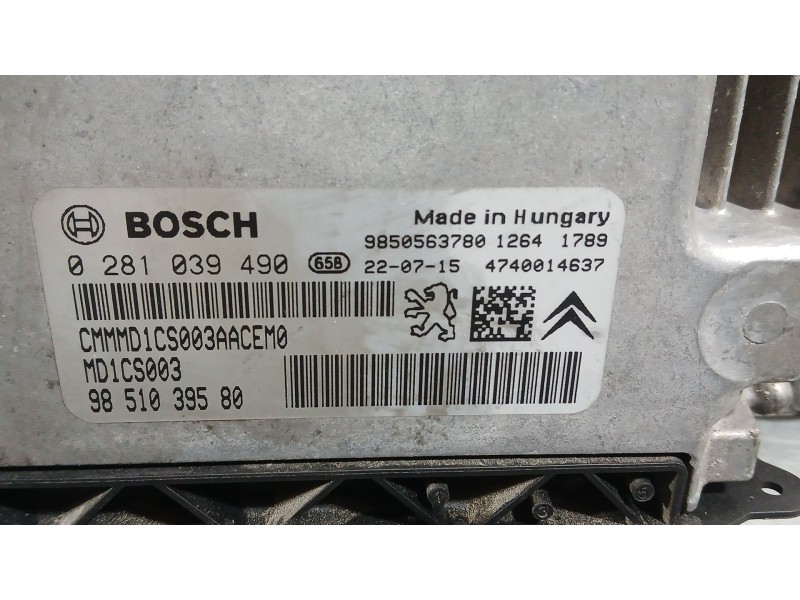 BOSCH
Made in Hungary
9850563780 1264 1789
0 281 039 490 65B 22-07-15 4740014637
CMMMD1CS003AACEM0
MD1CS003
98 510 395 80